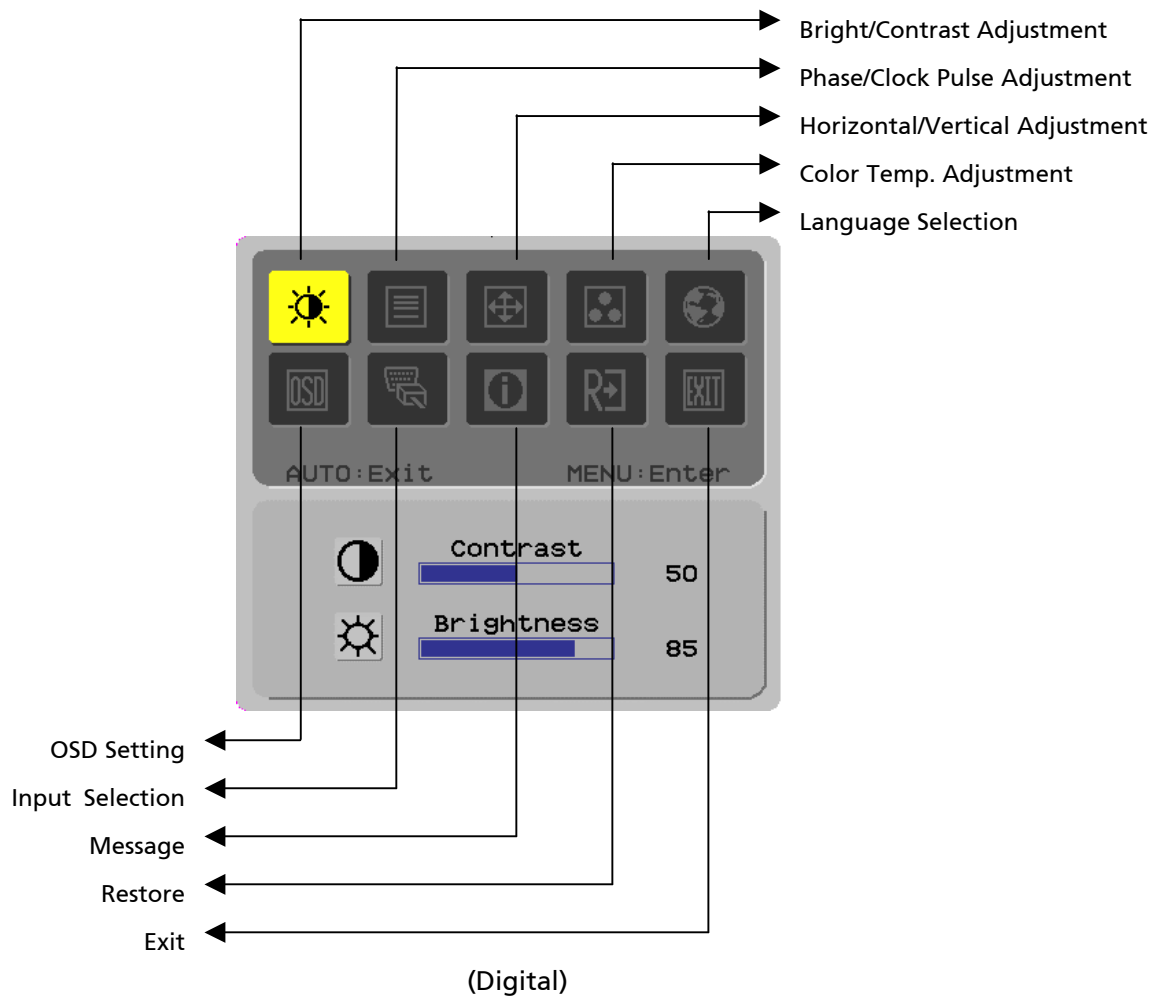 Bright/Contrast Adjustment
Phase/Clock Pulse Adjustment
Horizontal/Vertical Adjustment
Color Temp. Adjustment
Language Selection
OSD
i
R
EXIT
AUTO:Exit
MENU:Enter
Contrast
50
Brightness
85
OSD Setting
Input Selection
Message
Restore
Exit
(Digital)